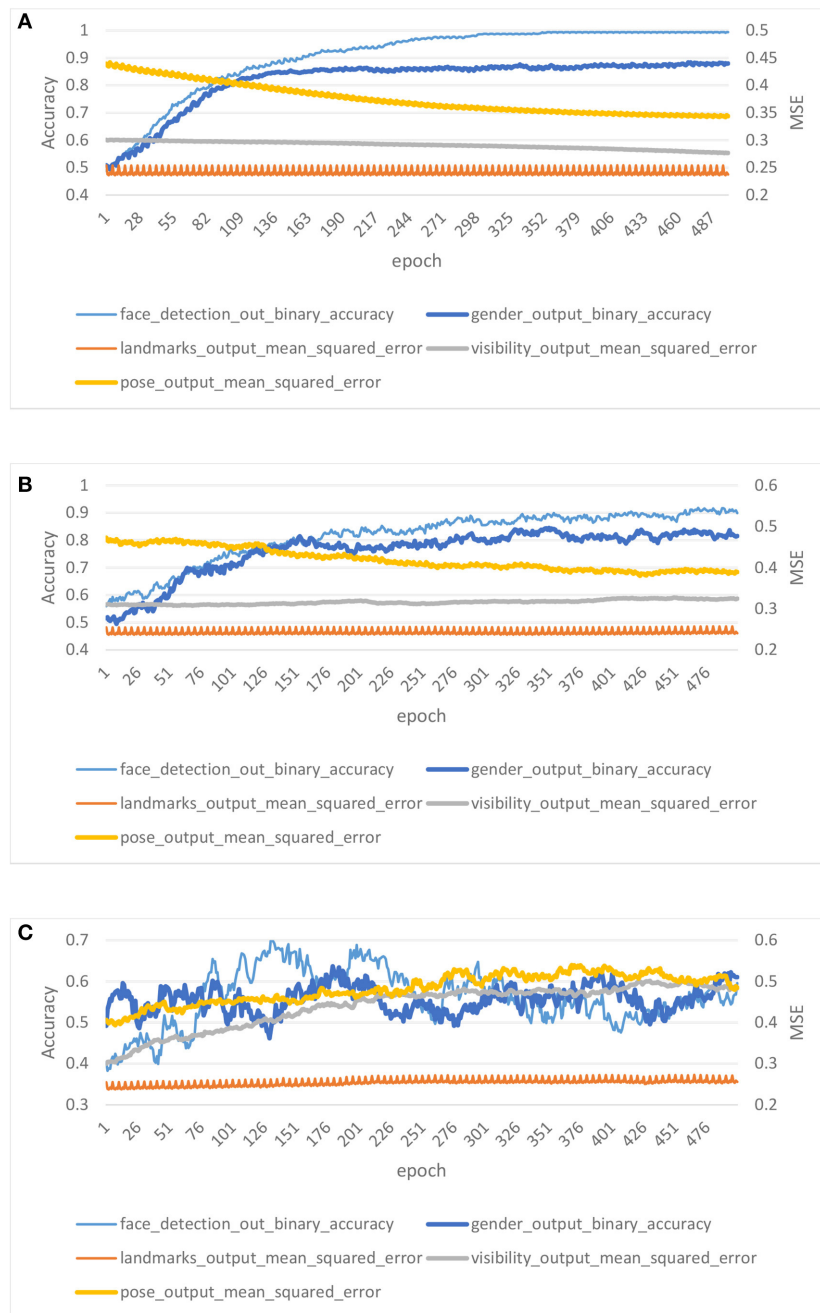 A
1
0.9
0.8
0.7
0.6
0.5
0.4
Accuracy
0.5
0.45
0.4
0.35
0.3
0.25
0.2
MSE
1 28 55 82 109 136 163 190 217 244 271 298 325 352 379 406 433 460 487
epoch
face_detection_out_binary_accuracy gender_output_binary_accuracy
landmarks_output_mean_squared_error visibility_output_mean_squared_error
pose_output_mean_squared_error
B
1
0.9
0.8
0.7
0.6
0.5
0.4
Accuracy
0.6
0.5
0.4
0.3
0.2
MSE
1 26 51 76 101 126 151 176 201 226 251 276 301 326 351 376 401 426 451 476
epoch
face_detection_out_binary_accuracy gender_output_binary_accuracy
landmarks_output_mean_squared_error visibility_output_mean_squared_error
pose_output_mean_squared_error
C
0.7
0.6
0.5
0.4
0.3
Accuracy
0.6
0.5
0.4
0.3
0.2
MSE
1 26 51 76 101 126 151 176 201 226 251 276 301 326 351 376 401 426 451 476
epoch
face_detection_out_binary_accuracy gender_output_binary_accuracy
landmarks_output_mean_squared_error visibility_output_mean_squared_error
pose_output_mean_squared_error